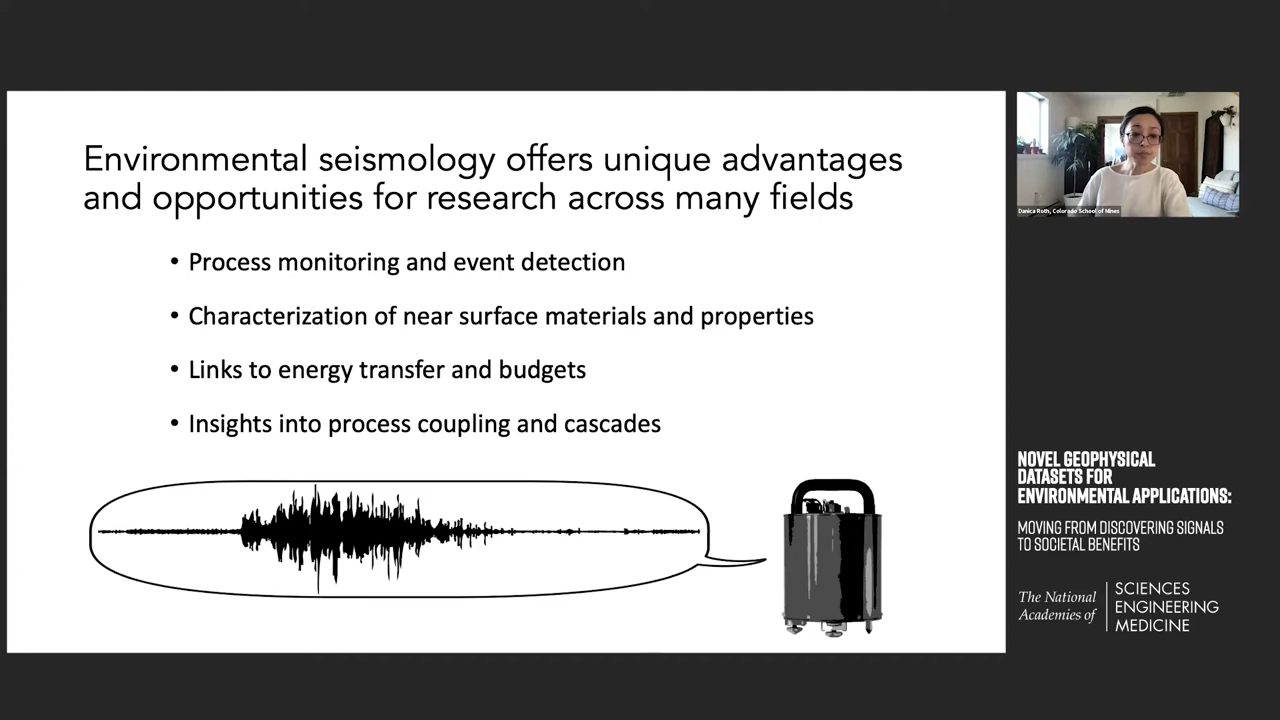 Environmental seismology offers unique advantages
and opportunities for research across many fields
• Process monitoring and event detection
• Characterization of near surface materials and properties
• Links to energy transfer and budgets
• Insights into process coupling and cascades
Danica Roth, Colorado School of Mines
NOVEL GEOPHYSICAL
DATASETS FOR
ENVIRONMENTAL APPLICATIONS:
MOVING FROM DISCOVERING SIGNALS
TO SOCIETAL BENEFITS
The National
Academies of
SCIENCES
ENGINEERING
MEDICINE